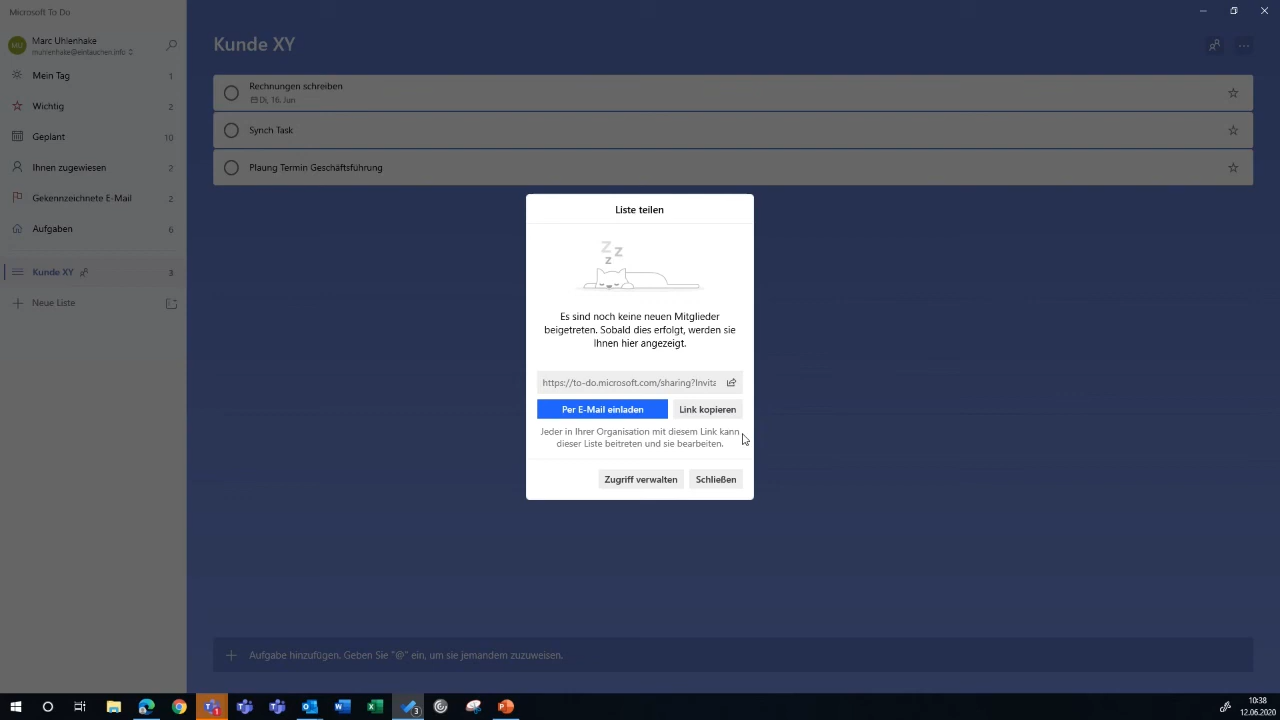 Microsoft To Do
MU
Marc Uhlenhake
Mein Tag 1
Wichtig 2
Geplant 10
Ihnen zugewiesen 2
Gekennzeichnete E-Mail 2
Aufgaben 6
Kunde XY 3
Neue Liste
Kunde XY
Rechnungen schreiben
Di, 16. Jun
Synch Task
Plaung Termin Geschäftsführung
Liste teilen
Z Z
z
Es sind noch keine neuen Mitglieder
beigetreten. Sobald dies erfolgt, werden sie
Ihnen hier angezeigt.
https://to-do.microsoft.com/sharing?Invita
Per E-Mail einladen
Link kopieren
Jeder in Ihrer Organisation mit diesem Link kann
dieser Liste beitreten und sie bearbeiten.
Zugriff verwalten
Schließen
Aufgabe hinzufügen. Geben Sie "@" ein, um sie jemandem zuzuweisen.
10:38
12.06.2020